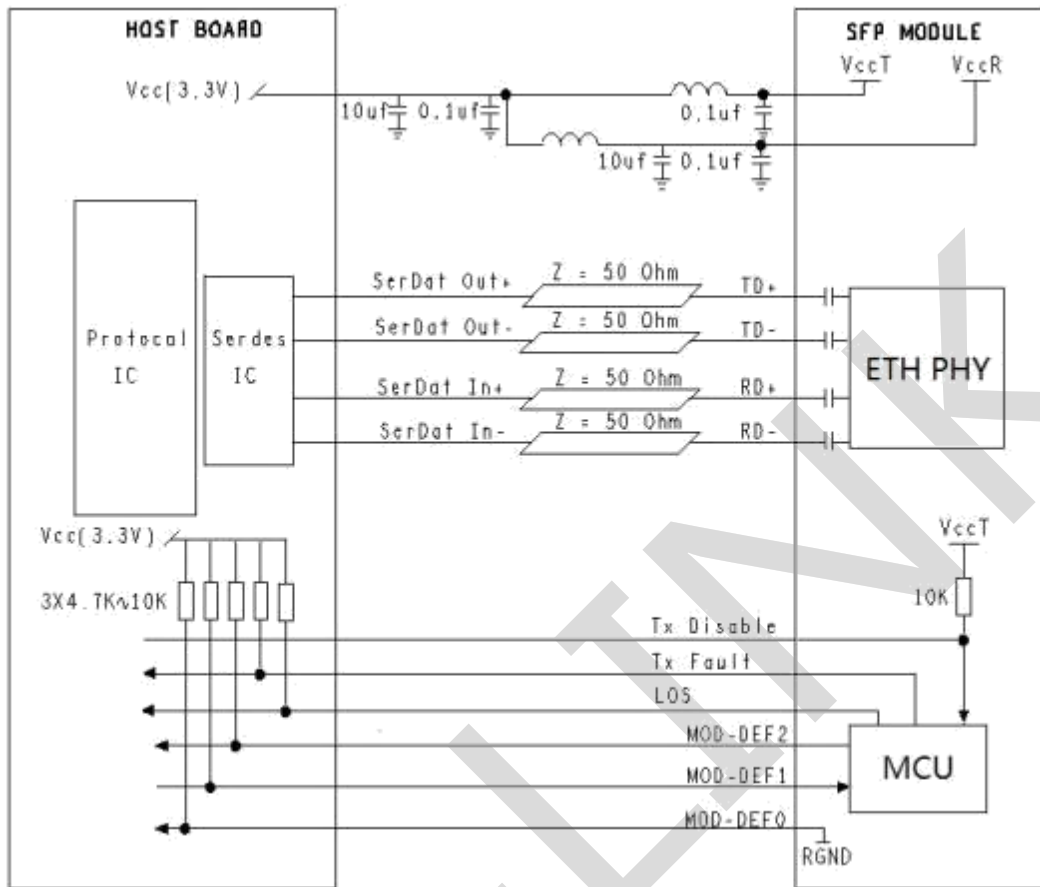 HOST BOARD
SFP MODULE
VccT
VccR
Vcc(3.3V)
10uf
0.1uf
0.1uf
10uf
0.1uf
SerDat Out+
Z = 50 Ohm
TD+
SerDat Out-
Z = 50 Ohm
TD-
Protocal
IC
Serdes
IC
ETH PHY
SerDat In+
Z = 50 Ohm
RD+
SerDat In-
Z = 50 Ohm
RD-
Vcc(3.3V)
VccT
3X4.7K~10K
10K
Tx Disable
Tx Fault
LOS
MOD-DEF2
MCU
MOD-DEF1
MOD-DEF0
RGND
LINK